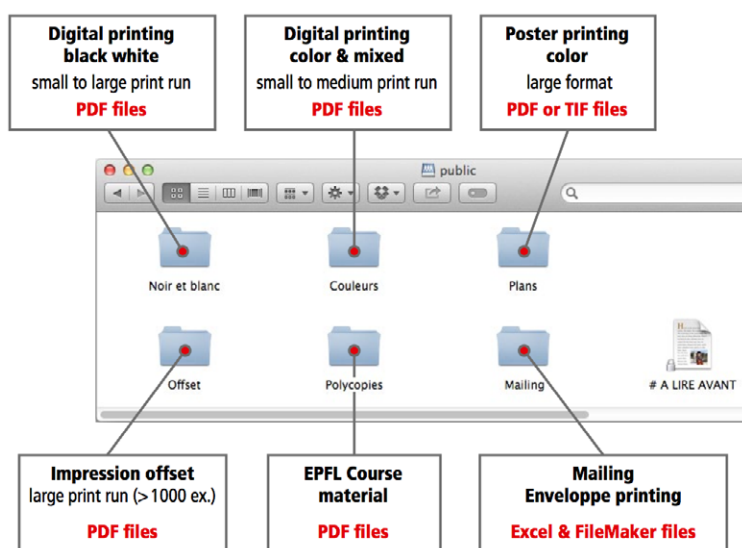 Digital printing
black white
small to large print run
PDF files
Digital printing
color & mixed
small to medium print run
PDF files
Poster printing
color
large format
PDF or TIF files
public
Noir et blanc
Couleurs
Plans
Offset
Polycopies
Mailing
# A LIRE AVANT
Impression offset
large print run (>1000 ex.)
PDF files
EPFL Course
material
PDF files
Mailing
Enveloppe printing
Excel & FileMaker files